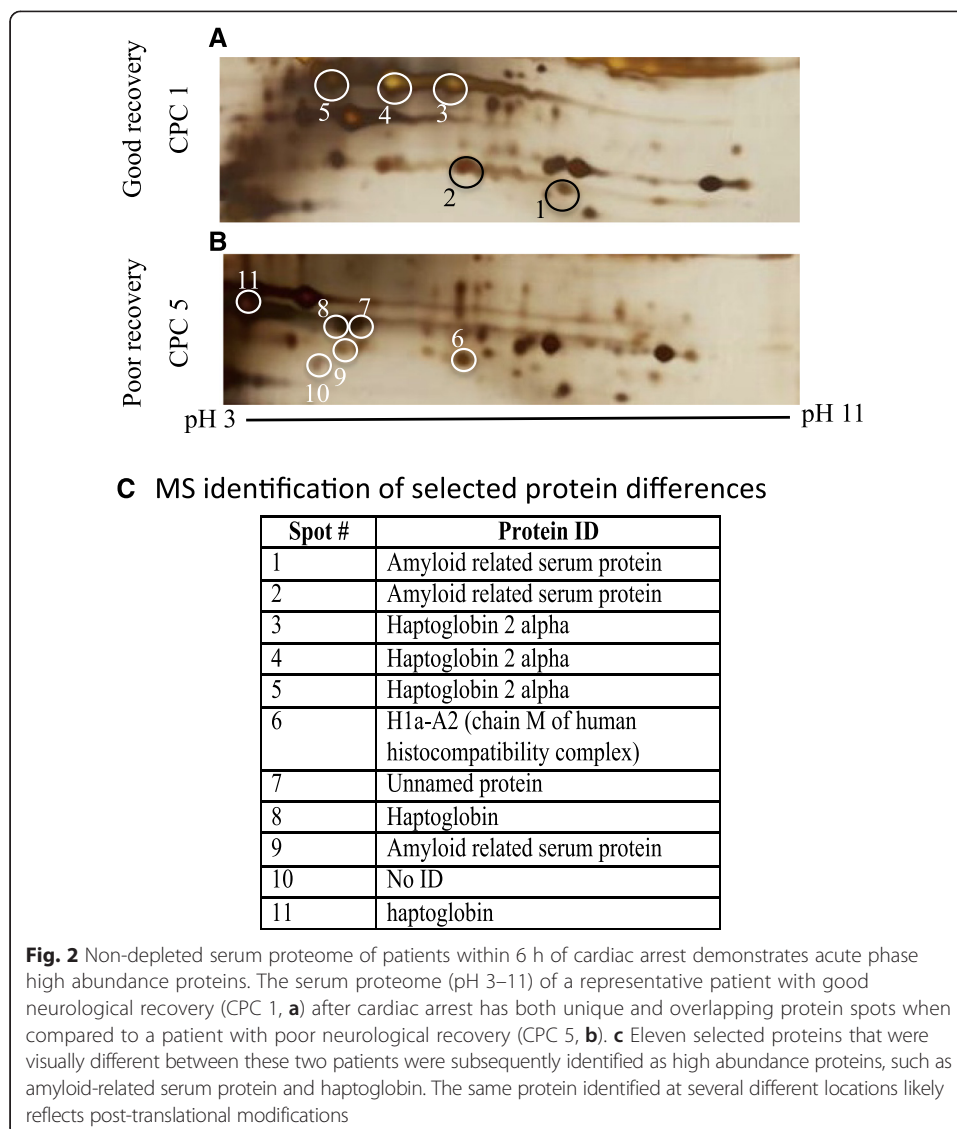 A
Good recovery
CPC 1
5
4
3
2
1
B
Poor recovery
CPC 5
11
8
7
6
9
10
pH 3
pH 11
C MS identification of selected protein differences
Spot # Protein ID
1 Amyloid related serum protein
2 Amyloid related serum protein
3 Haptoglobin 2 alpha
4 Haptoglobin 2 alpha
5 Haptoglobin 2 alpha
6 H1a-A2 (chain M of human
histocompatibility complex)
7 Unnamed protein
8 Haptoglobin
9 Amyloid related serum protein
10 No ID
11 haptoglobin
Fig. 2 Non-depleted serum proteome of patients within 6 h of cardiac arrest demonstrates acute phase
high abundance proteins. The serum proteome (pH 3–11) of a representative patient with good
neurological recovery (CPC 1, a) after cardiac arrest has both unique and overlapping protein spots when
compared to a patient with poor neurological recovery (CPC 5, b). c Eleven selected proteins that were
visually different between these two patients were subsequently identified as high abundance proteins, such as
amyloid-related serum protein and haptoglobin. The same protein identified at several different locations likely
reflects post-translational modifications